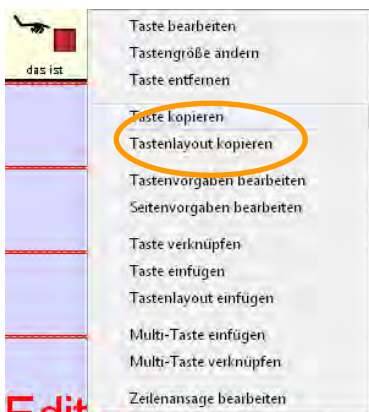 das ist
Taste bearbeiten
Tastengröße ändern
Taste entfernen
Taste kopieren
Tastenlayout kopieren
Tastenvorgaben bearbeiten
Seitenvorgaben bearbeiten
Taste verknüpfen
Taste einfügen
Tastenlayout einfügen
Multi-Taste einfügen
Multi-Taste verknüpfen
Zeilenansage bearbeiten
Edit